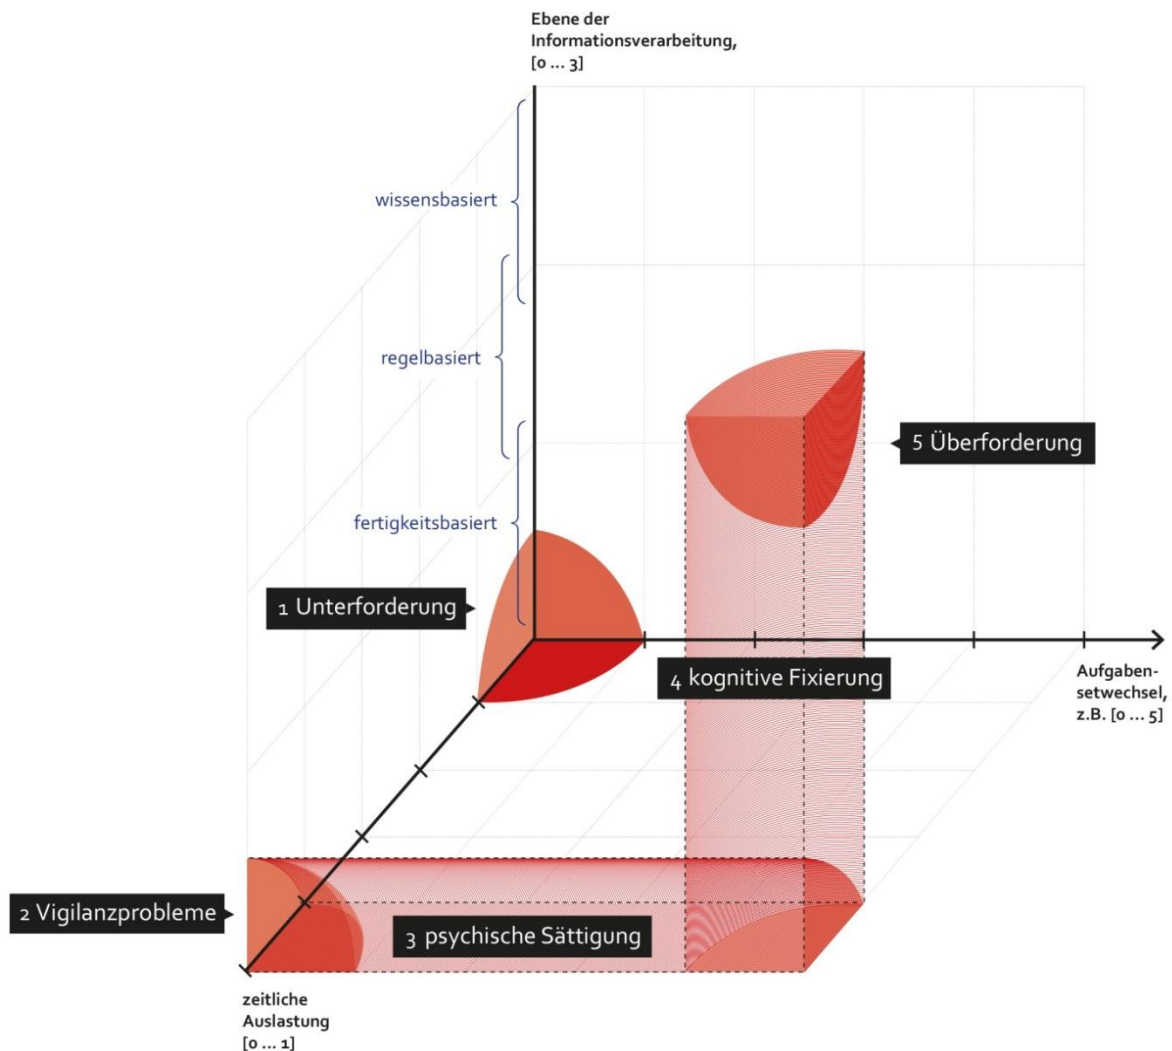 Ebene der
Informationsverarbeitung,
[0 ... 3]
wissensbasiert
regelbasiert
5 Überforderung
fertigkeitsbasiert
1 Unterforderung
4 kognitive Fixierung
Aufgaben-
setwechsel,
z.B. [0 ... 5]
2 Vigilanzprobleme
3 psychische Sättigung
zeitliche
Auslastung
[0 ... 1]